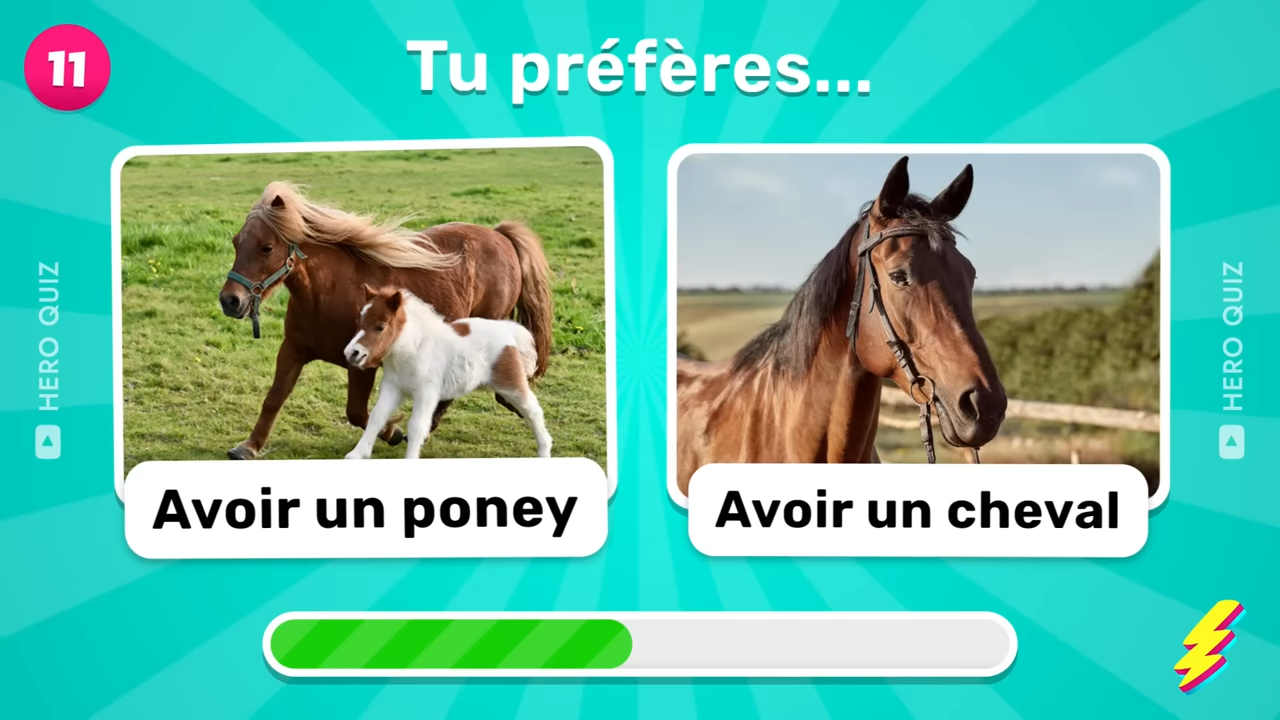 11
Tu préfères...
HERO QUIZ
HERO QUIZ
Avoir un poney
Avoir un cheval